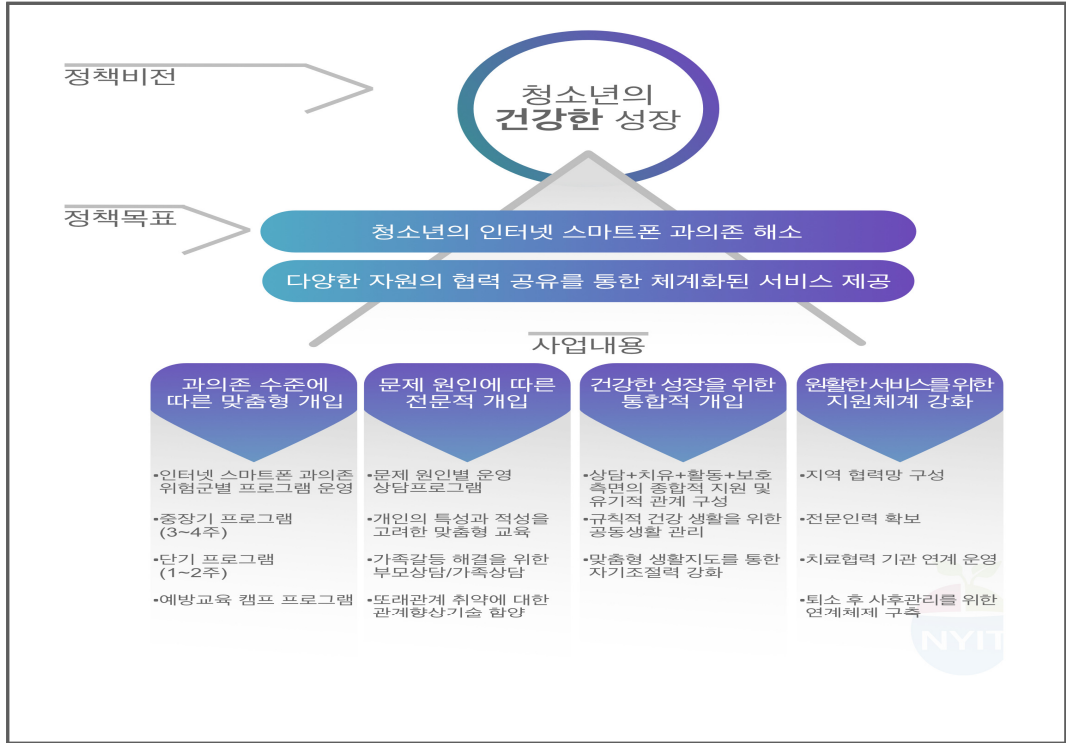 정책비전
청소년의
건강한 성장
정책목표
청소년의 인터넷 스마트폰 과의존 해소
다양한 자원의 협력 공유를 통한 체계화된 서비스 제공
사업내용
과의존 수준에
따른 맞춤형 개입
•인터넷 스마트폰 과의존
위험군별 프로그램 운영
•중장기 프로그램
(3~4주)
•단기 프로그램
(1~2주)
•예방교육 캠프 프로그램
문제 원인에 따른
전문적 개입
•문제 원인별 운영
상담프로그램
•개인의 특성과 적성을
고려한 맞춤형 교육
•가족갈등 해결을 위한
부모상담/가족상담
•또래관계 취약에 대한
관계향상기술 함양
건강한 성장을 위한
통합적 개입
•상담+치유+활동+보호
측면의 종합적 지원 및
유기적 관계 구성
•규칙적 건강 생활을 위한
공동생활 관리
•맞춤형 생활지도를 통한
자기조절력 강화
원활한 서비스를 위한
지원체계 강화
•지역 협력망 구성
•전문인력 확보
•치료협력 기관 연계 운영
•퇴소 후 사후관리를 위한
연계체제 구축
NYIT